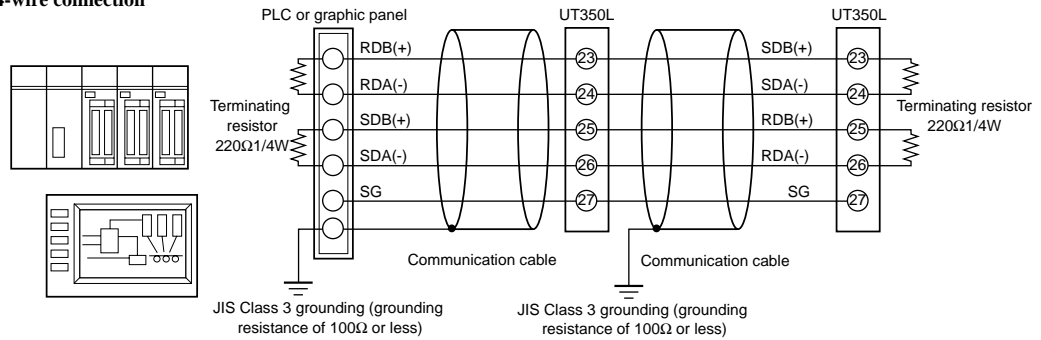 4-wire connection
PLC or graphic panel
UT350L
UT350L
RDB(+)
RDA(-)
SDB(+)
SDA(-)
SG
Terminating
resistor
220Ω1/4W
23
24
25
26
27
SDB(+)
SDA(-)
RDB(+)
RDA(-)
SG
23
24
25
26
27
Terminating resistor
220Ω1/4W
Communication cable
Communication cable
JIS Class 3 grounding (grounding
resistance of 100Ω or less)
JIS Class 3 grounding (grounding
resistance of 100Ω or less)